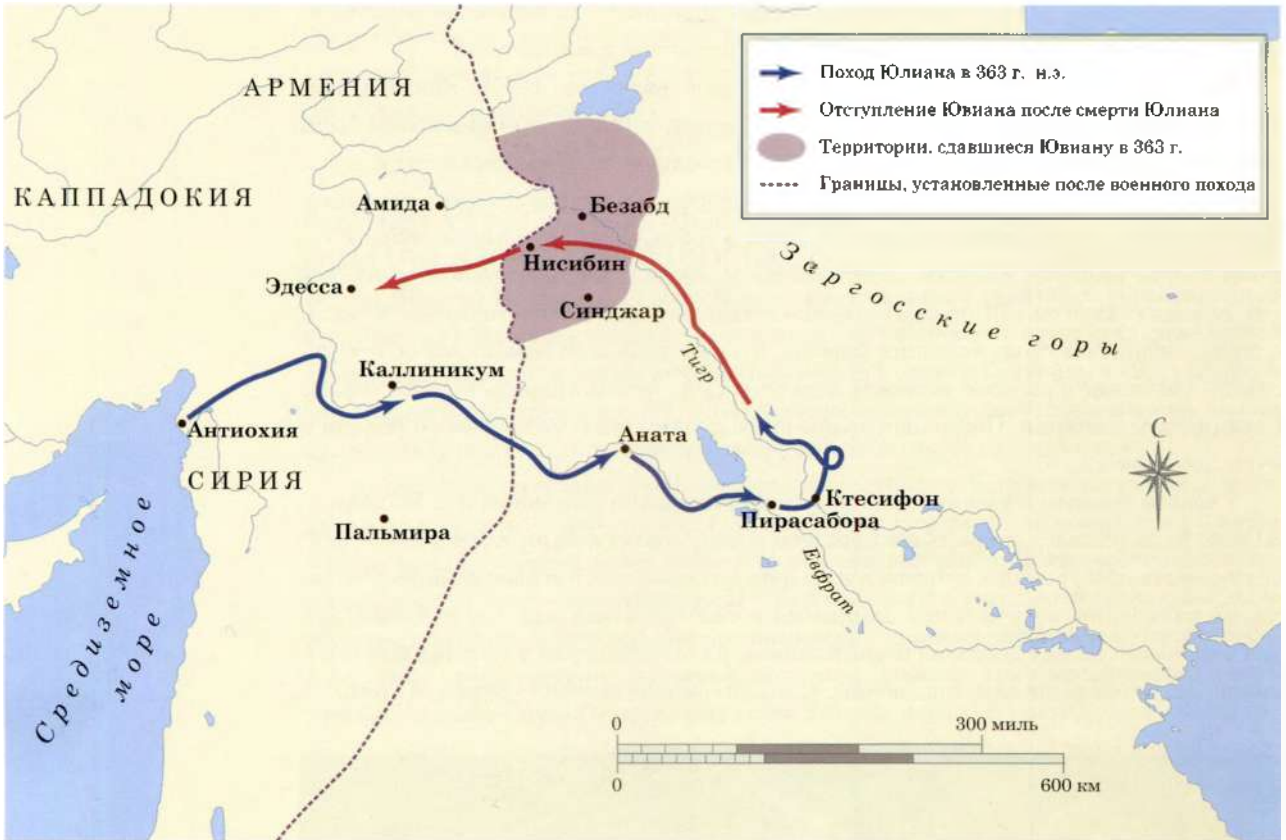 Поход Юлиана в 363 г. н.э.
Отступление Ювиана после смерти Юлиана
Территории, сдавшиеся Ювиану в 363 г.
Границы, установленные после военного похода
АРМЕНИЯ
КАППАДОКИЯ
Амида
Безабд
Нисибин
Эдесса
Синджар
Заргосские горы
Тигр
Каллиникум
Антиохия
Аната
С
СИРИЯ
Ктесифон
Пирасабора
Пальмира
Евфрат
Средиземное
море
0
300 миль
0
600 км